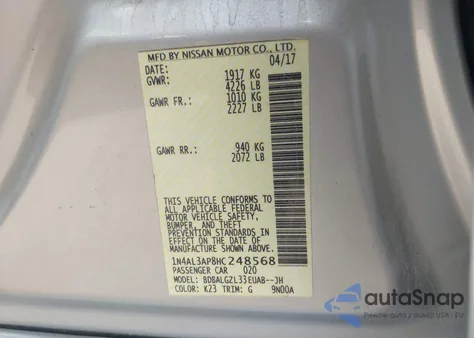 MFD BY NISSAN MOTOR CO., LTD.
DATE: 04/17
GVWR: 1917 KG
4226 LB
GAWR FR.: 1010 KG
2227 LB
GAWR RR.: 940 KG
2072 LB
THIS VEHICLE CONFORMS TO
ALL APPLICABLE FEDERAL
MOTOR VEHICLE SAFETY,
BUMPER, AND THEFT
PREVENTION STANDARDS IN
EFFECT ON THE DATE OF
MANUFACTURE SHOWN ABOVE.
1N4AL3AP8HC248568
PASSENGER CAR 020
MODEL: BDBALGZL33EUAB--JH
COLOR: K23 TRIM: G 9N00A
autoSnap